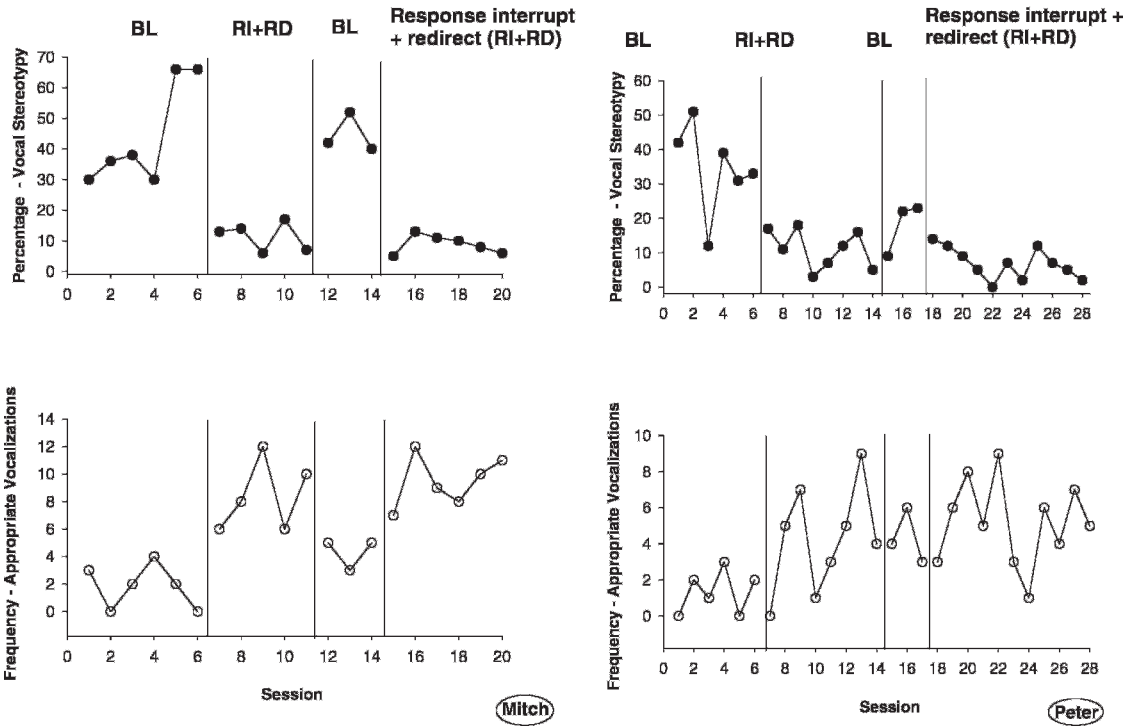 BL
RI+RD
BL
Response interrupt
+ redirect (RI+RD)
Percentage - Vocal Stereotypy
70
60
50
40
30
20
10
0
0 2 4 6 8 10 12 14 16 18 20
Frequency - Appropriate Vocalizations
14
12
10
8
6
4
2
0
0 2 4 6 8 10 12 14 16 18 20
Session
Mitch
BL
RI+RD
BL
Response interrupt +
redirect (RI+RD)
Percentage - Vocal Stereotypy
60
50
40
30
20
10
0
0 2 4 6 8 10 12 14 16 18 20 22 24 26 28
Frequency - Appropriate Vocalizations
10
8
6
4
2
0
0 2 4 6 8 10 12 14 16 18 20 22 24 26 28
Session
Peter